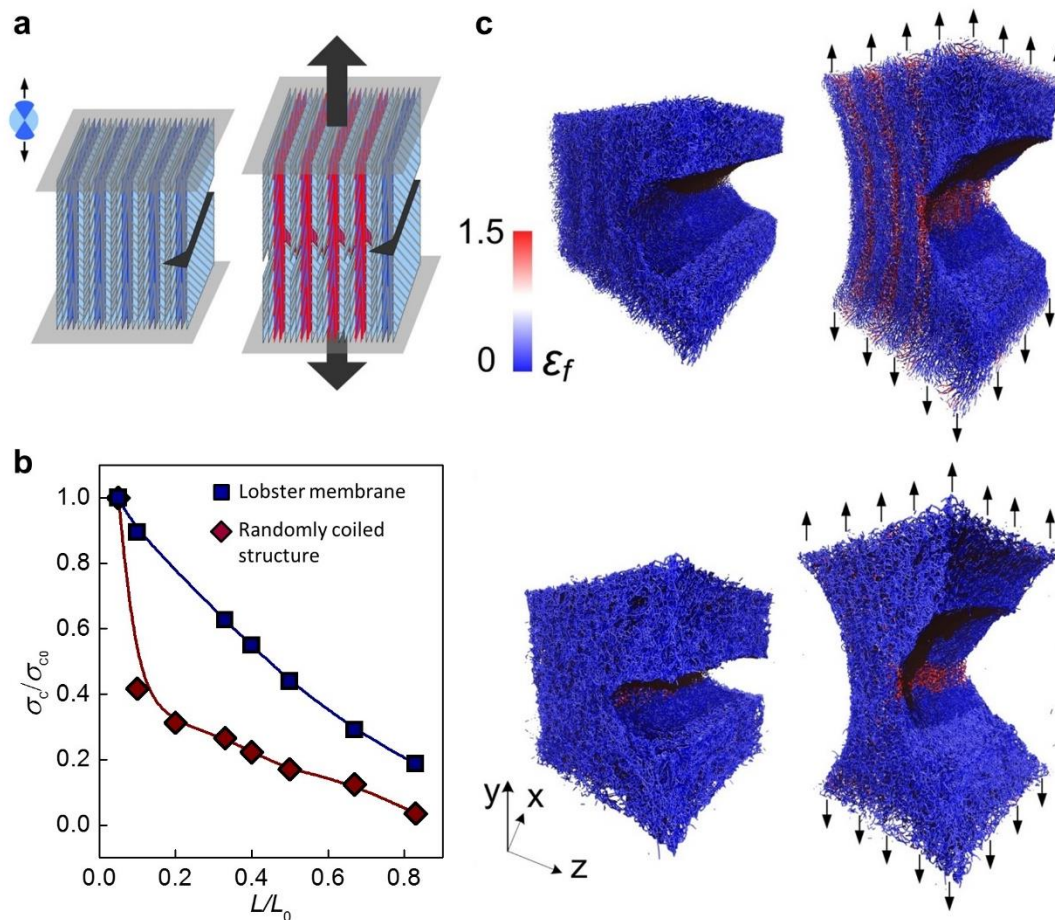 a
c
1.5
0
ε_f
b
Lobster membrane
Randomly coiled
structure
σ_c/σ_c0
1.0
0.8
0.6
0.4
0.2
0.0
0.0 0.2 0.4 0.6 0.8
L/L_0
y
x
z